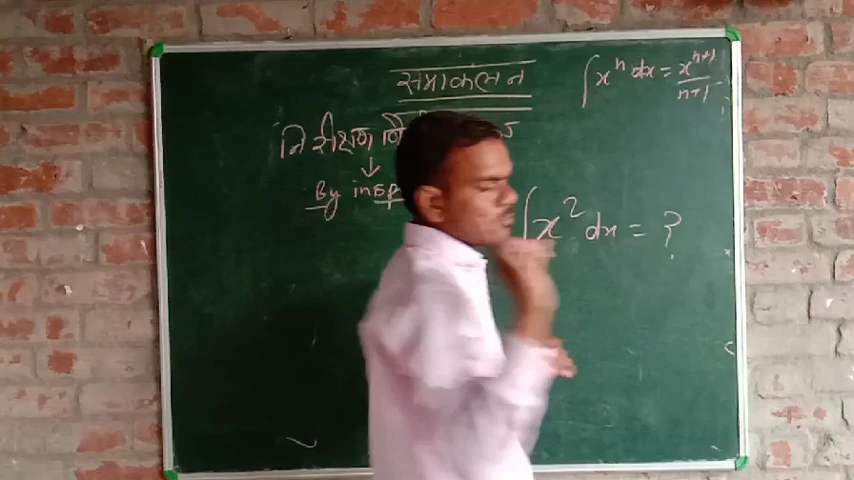 समाकलन
∫xⁿ dx = xⁿ⁺¹/n+1
निरीक्षण
By insp
∫x² dx = ?